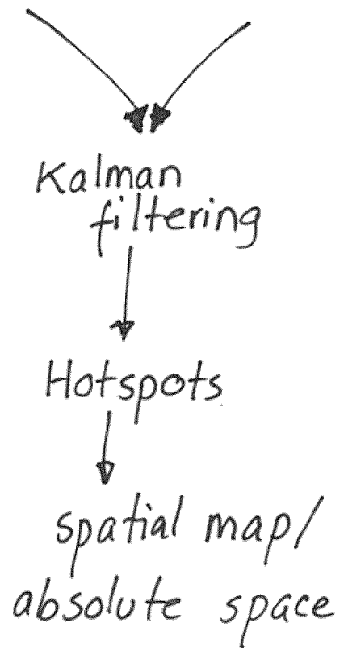 Kalman
filtering
Hotspots
spatial map/
absolute space